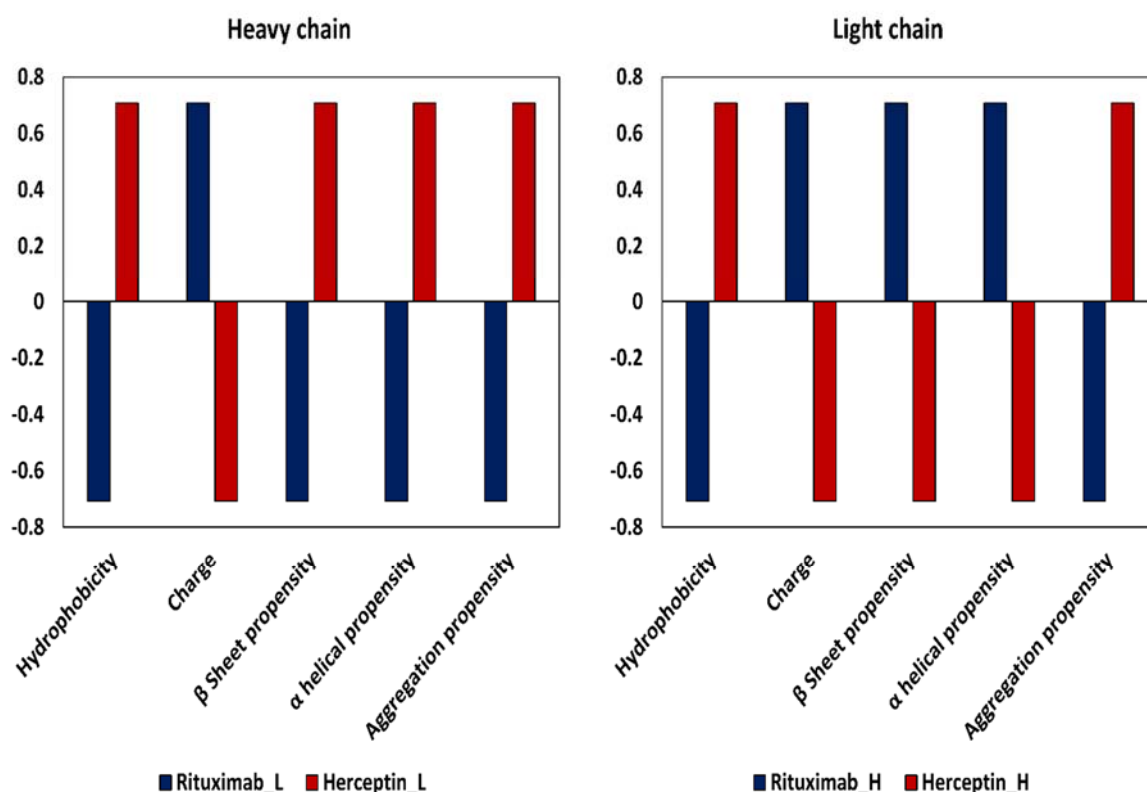 Heavy chain
0.8
0.6
0.4
0.2
0
-0.2
-0.4
-0.6
-0.8
Hydrophobicity
Charge
β Sheet propensity
α helical propensity
Aggregation propensity
Rituximab_L Herceptin_L
Light chain
0.8
0.6
0.4
0.2
0
-0.2
-0.4
-0.6
-0.8
Hydrophobicity
Charge
β Sheet propensity
α helical propensity
Aggregation propensity
Rituximab_H Herceptin_H